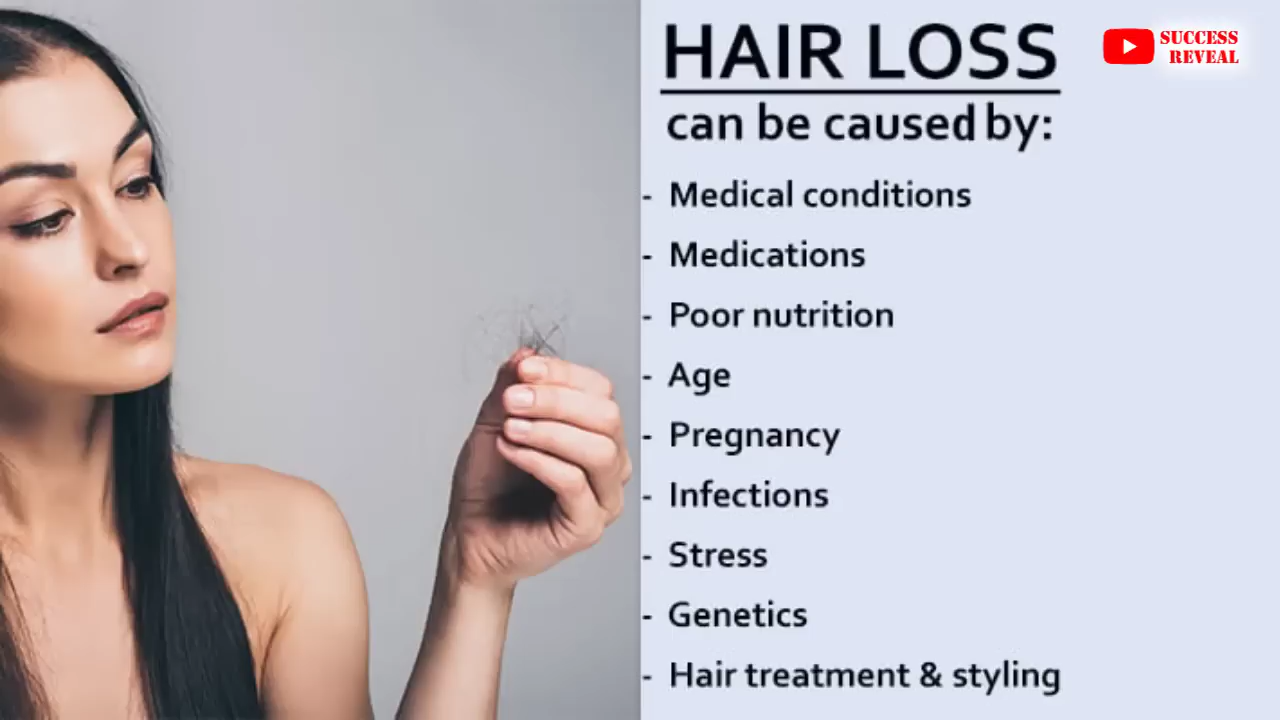 HAIR LOSS
can be caused by:
- Medical conditions
- Medications
- Poor nutrition
- Age
- Pregnancy
- Infections
- Stress
- Genetics
- Hair treatment & styling
SUCCESS
REVEAL